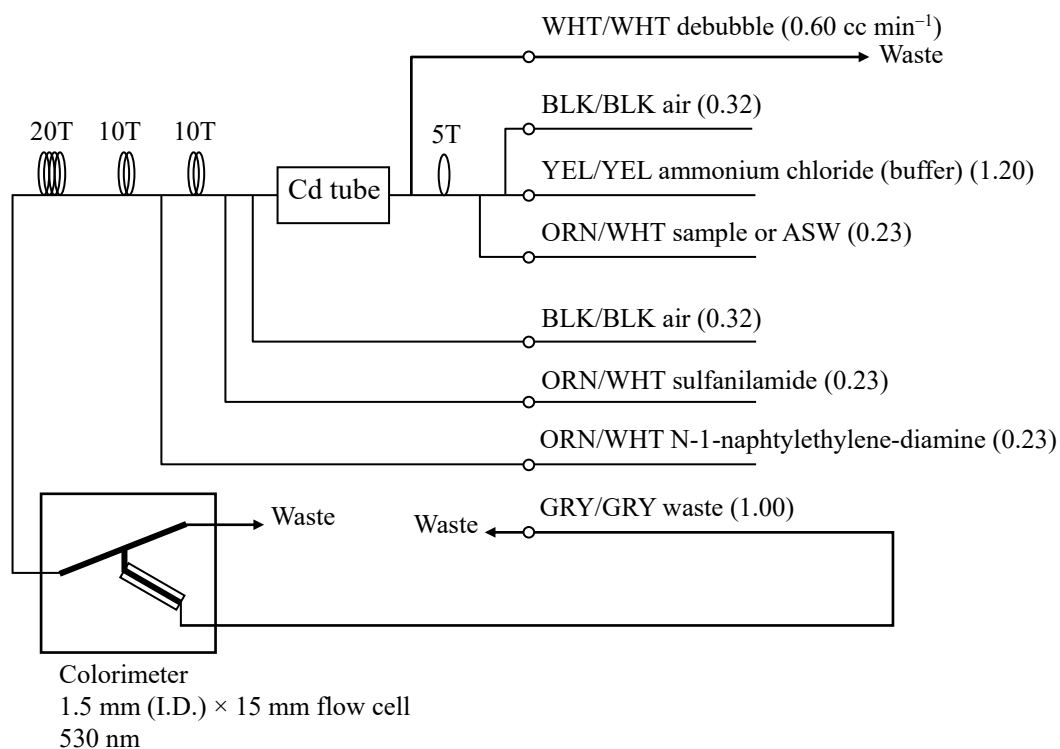 WHT/WHT debubble (0.60 cc min⁻¹)
Waste
BLK/BLK air (0.32)
20T 10T 10T 5T
YEL/YEL ammonium chloride (buffer) (1.20)
Cd tube
ORN/WHT sample or ASW (0.23)
BLK/BLK air (0.32)
ORN/WHT sulfanilamide (0.23)
ORN/WHT N-1-naphtylethylene-diamine (0.23)
GRY/GRY waste (1.00)
Waste
Waste
Colorimeter
1.5 mm (I.D.) × 15 mm flow cell
530 nm